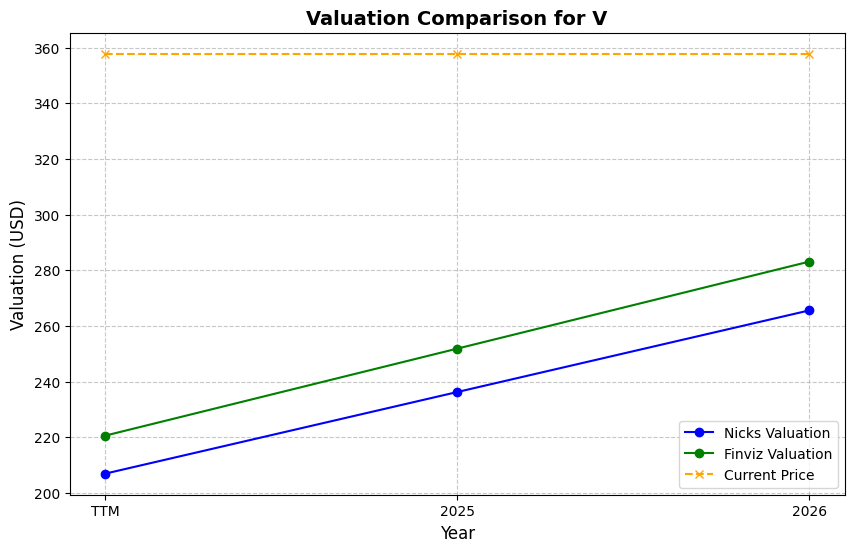 Valuation Comparison for V
Valuation (USD)
360
340
320
300
280
260
240
220
200
TTM
2025
2026
Year
Nicks Valuation
Finviz Valuation
Current Price